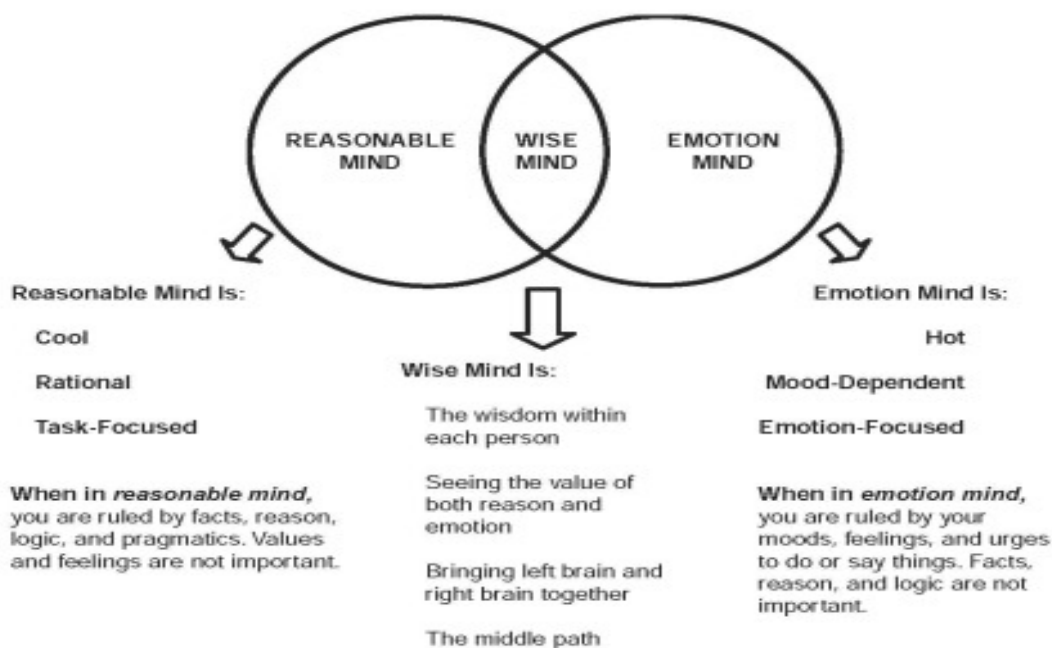 REASONABLE
MIND
WISE
MIND
EMOTION
MIND
Reasonable Mind Is:
Cool
Rational
Task-Focused
When in reasonable mind,
you are ruled by facts, reason,
logic, and pragmatics. Values
and feelings are not important.
Wise Mind Is:
The wisdom within
each person
Seeing the value of
both reason and
emotion
Bringing left brain and
right brain together
The middle path
Emotion Mind Is:
Hot
Mood-Dependent
Emotion-Focused
When in emotion mind,
you are ruled by your
moods, feelings, and urges
to do or say things. Facts,
reason, and logic are not
important.